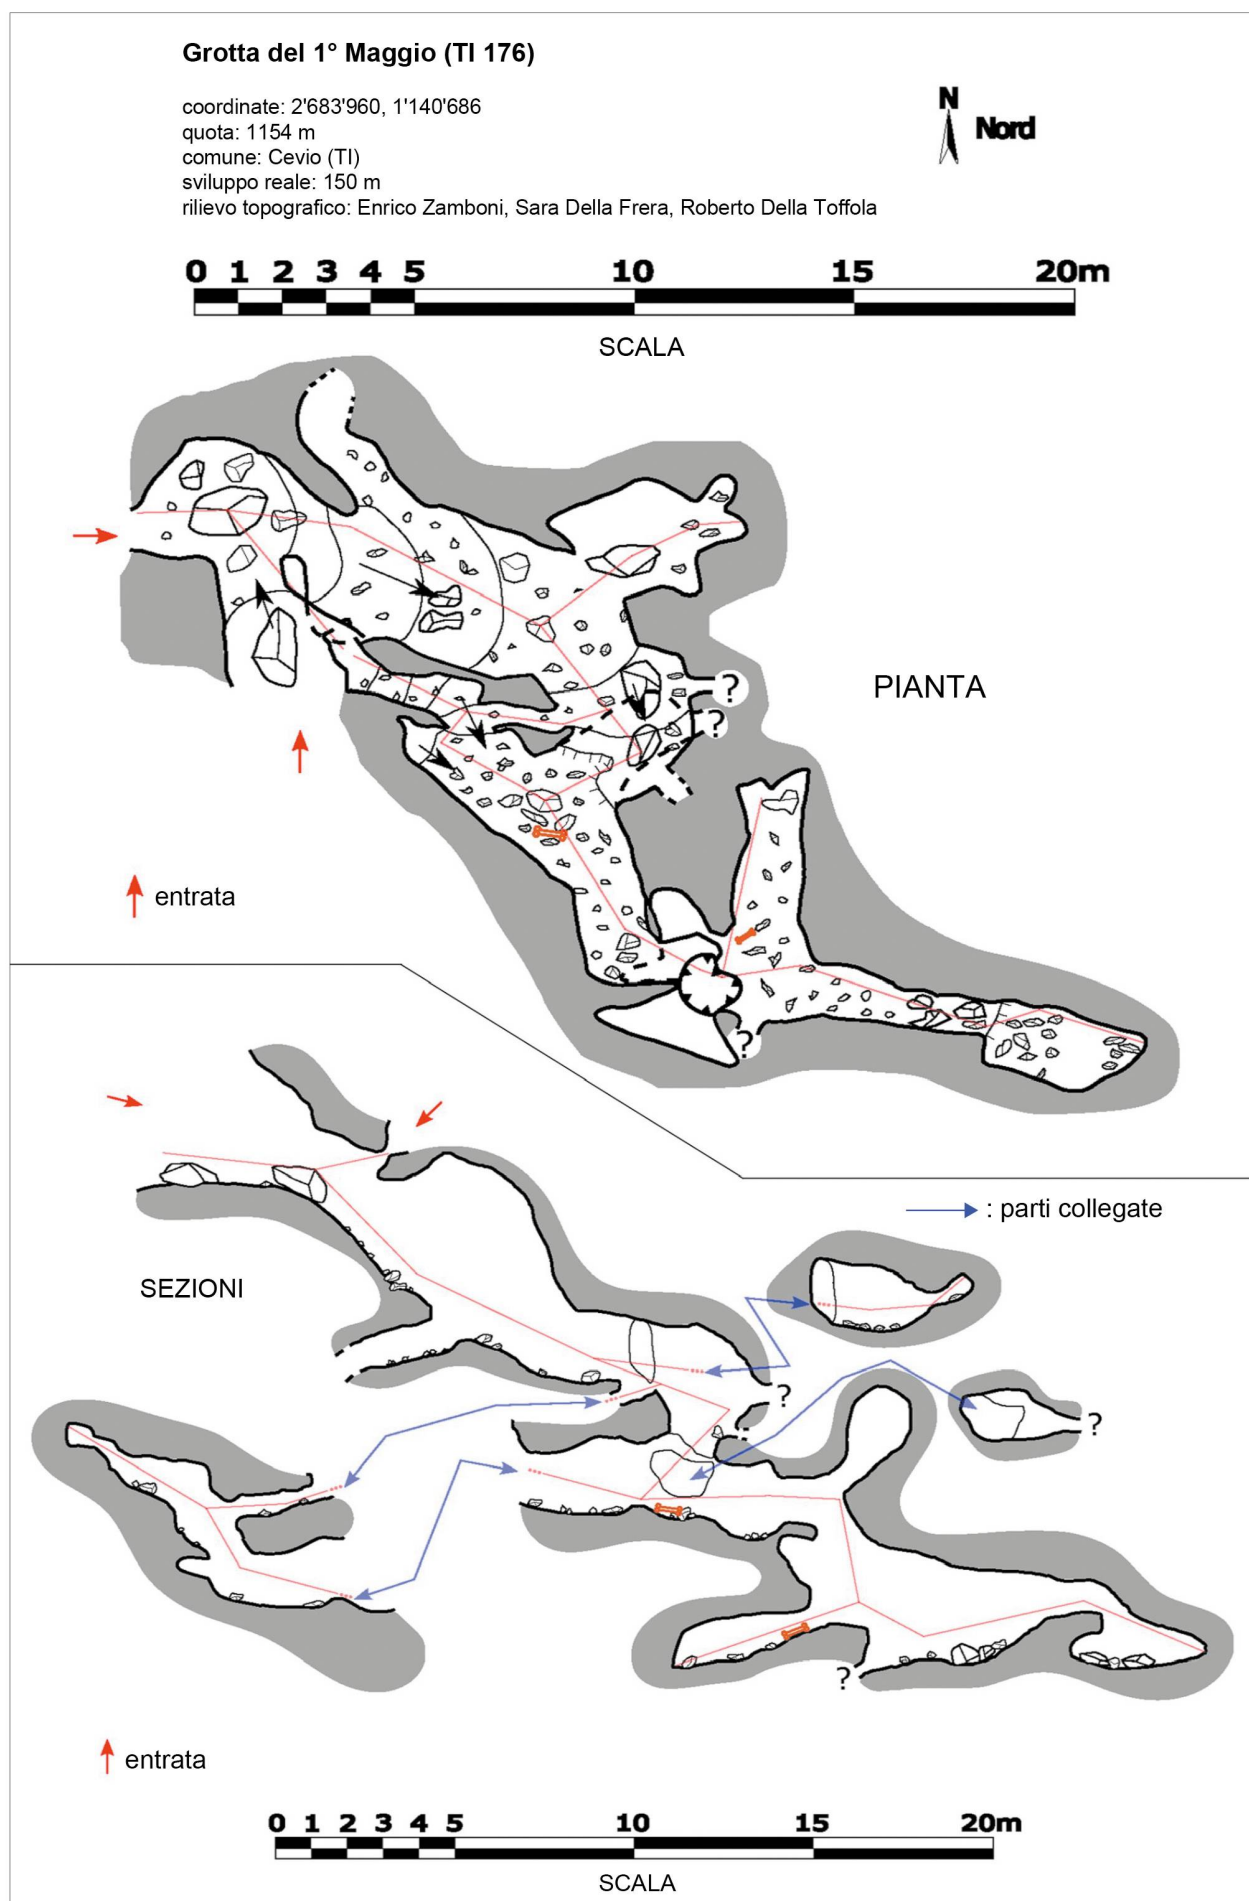 Grotta del 1° Maggio (TI 176)
coordinate: 2'683'960, 1'140'686
quota: 1154 m
comune: Cevio (TI)
sviluppo reale: 150 m
rilievo topografico: Enrico Zamboni, Sara Della Frera, Roberto Della Toffola
N
Nord
0 1 2 3 4 5 10 15 20m
SCALA
PIANTA
?
?
entrata
?
: parti collegate
SEZIONI
?
?
?
entrata
0 1 2 3 4 5 10 15 20m
SCALA